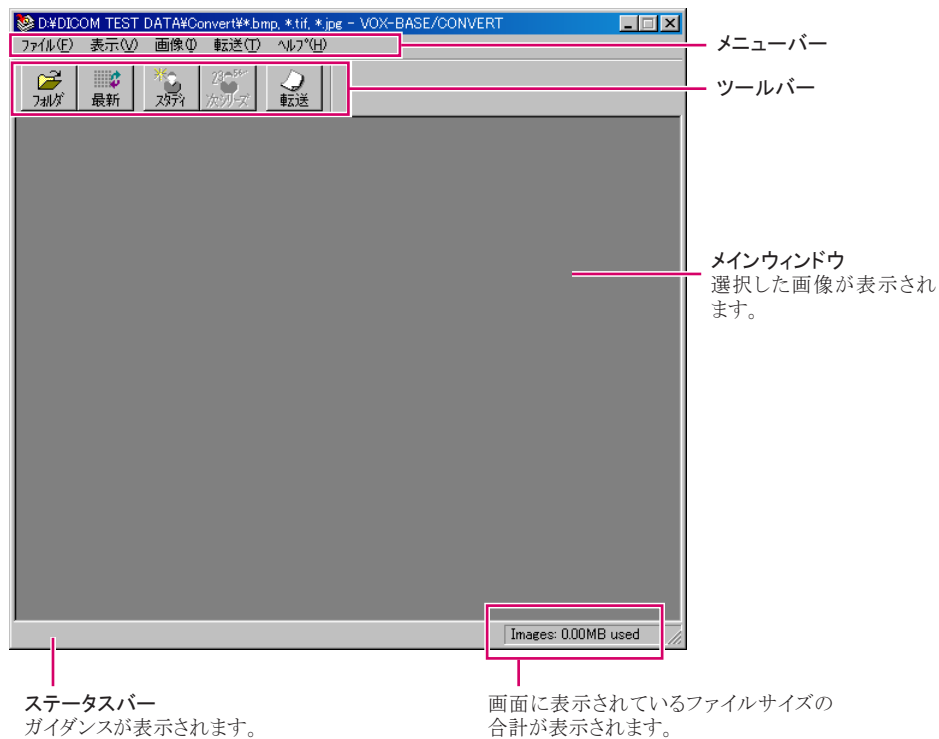 D:¥DICOM TEST DATA¥Convert¥*.bmp, *.tif, *.jpg - VOX-BASE/CONVERT
ファイル(F) 表示(V) 画像(I) 転送(T) ヘルプ(H)
メニューバー
フォルダ 最新 スタディ 次シリーズ 転送
ツールバー
メインウィンドウ
選択した画像が表示され
ます。
Images: 0.00MB used
ステータスバー
ガイダンスが表示されます。
画面に表示されているファイルサイズの
合計が表示されます。